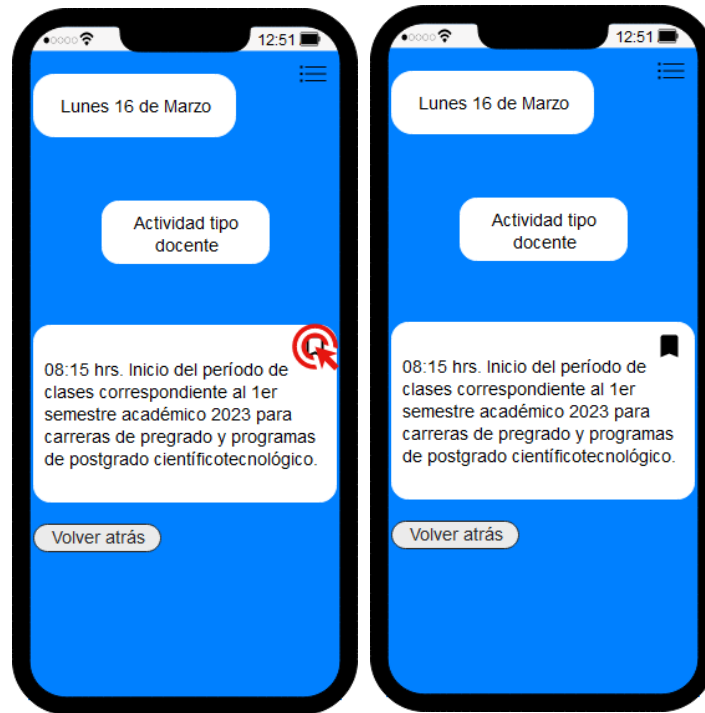 12:51
Lunes 16 de Marzo
Actividad tipo
docente
08:15 hrs. Inicio del período de
clases correspondiente al 1er
semestre académico 2023 para
carreras de pregrado y programas
de postgrado científicotecnológico.
Volver atrás
12:51
Lunes 16 de Marzo
Actividad tipo
docente
08:15 hrs. Inicio del período de
clases correspondiente al 1er
semestre académico 2023 para
carreras de pregrado y programas
de postgrado científicotecnológico.
Volver atrás